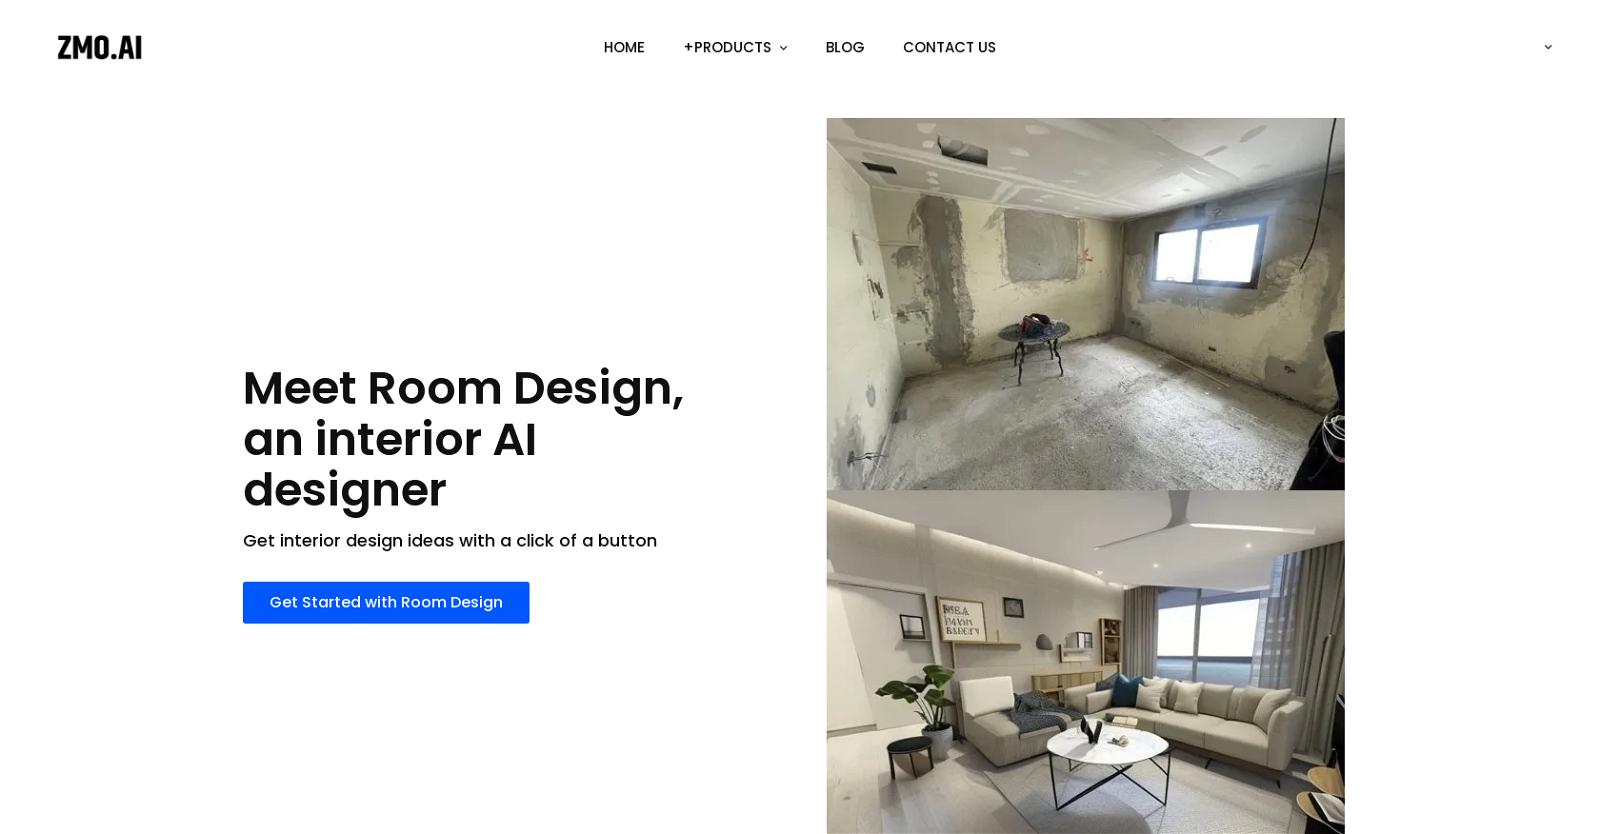 ZMO.AI
HOME
+PRODUCTS
BLOG
CONTACT US
Meet Room Design,
an interior AI
designer
Get interior design ideas with a click of a button
Get Started with Room Design